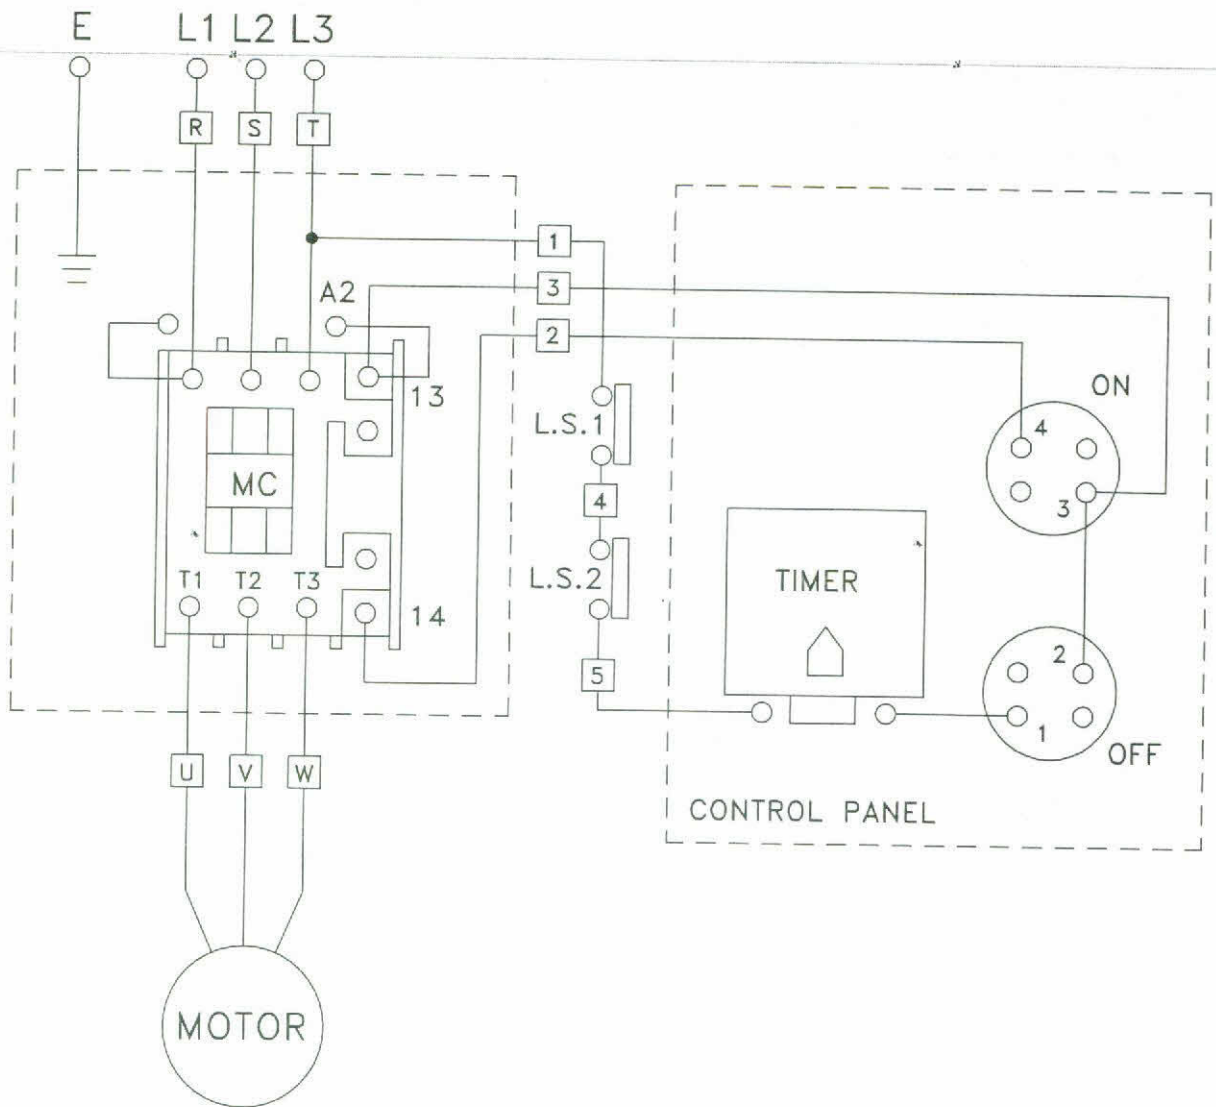 E L1 L2 L3
R S T
1
3
A2
2
13
ON
L.S.1
4
MC
4
3
L.S.2
TIMER
T1 T2 T3
14
2
5
1
OFF
U V W
CONTROL PANEL
MOTOR